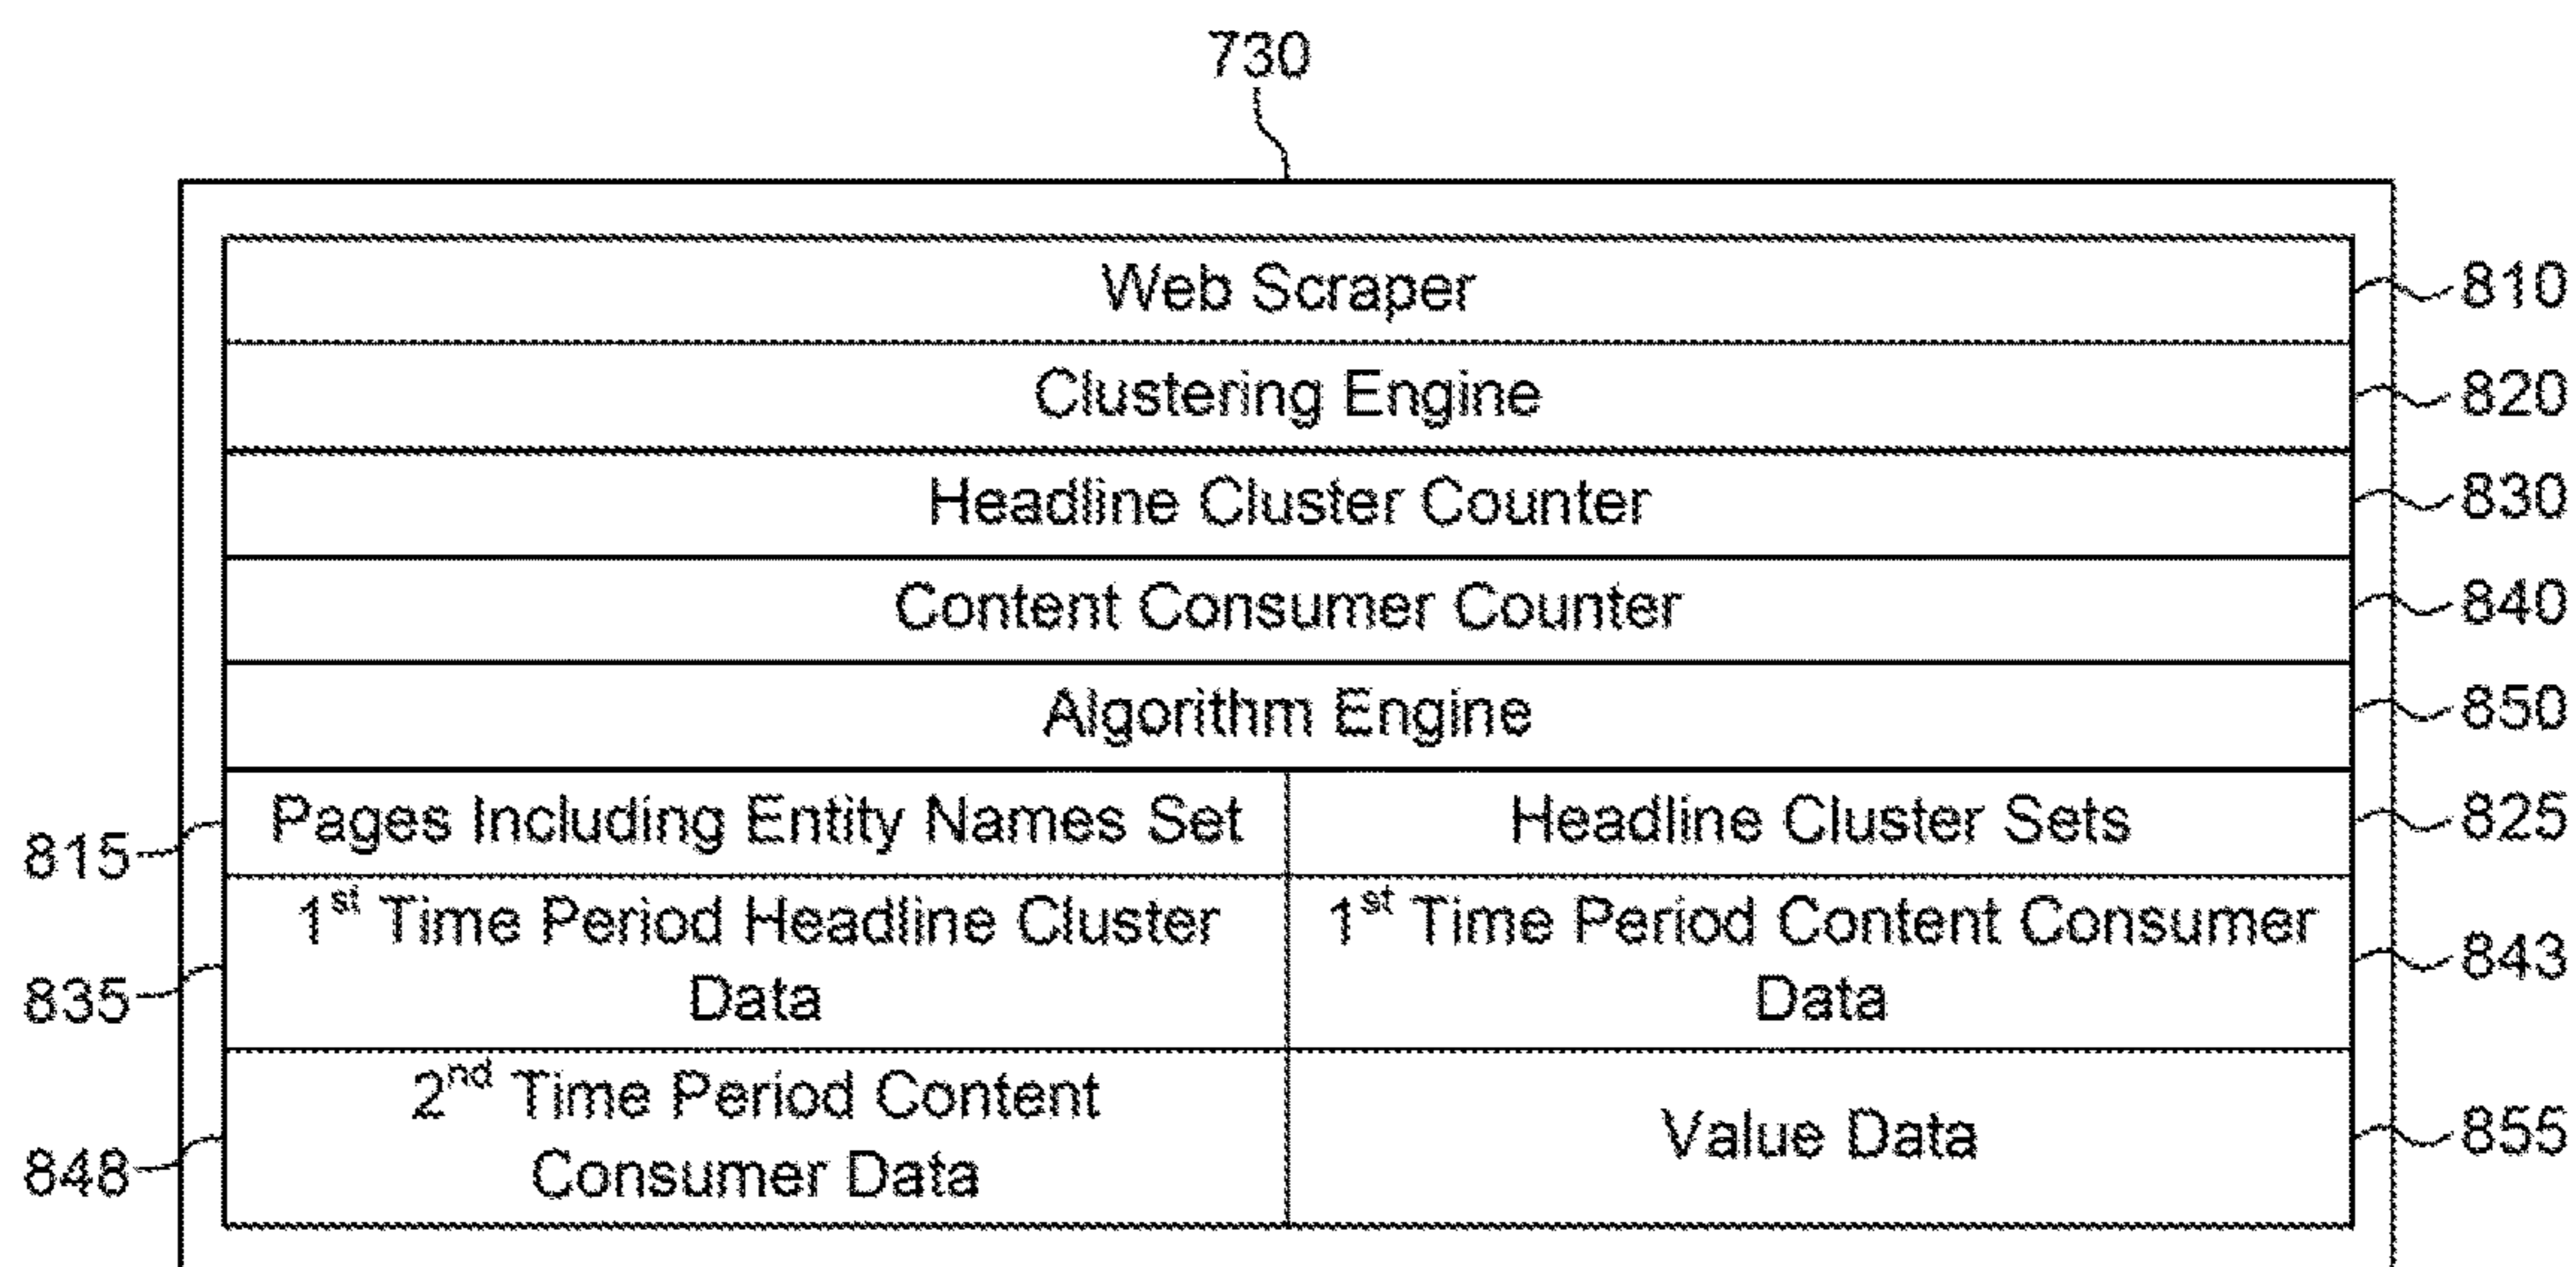 730
Web Scraper 810
Clustering Engine 820
Headline Cluster Counter 830
Content Consumer Counter 840
Algorithm Engine 850
815 Pages Including Entity Names Set
Headline Cluster Sets 825
1st Time Period Headline Cluster
835 Data
1st Time Period Content Consumer
Data 843
2nd Time Period Content
848 Consumer Data
Value Data 855